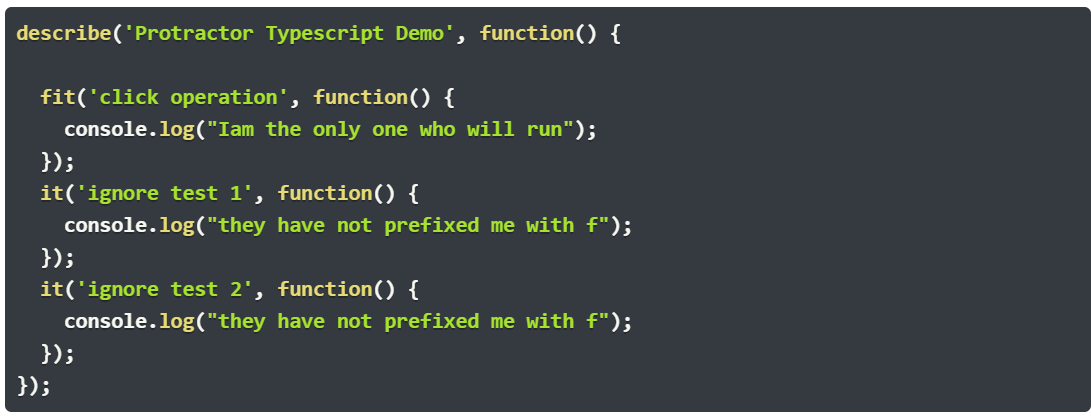 describe('Protractor Typescript Demo', function() {
  fit('click operation', function() {
    console.log("Iam the only one who will run");
  });
  it('ignore test 1', function() {
    console.log("they have not prefixed me with f");
  });
  it('ignore test 2', function() {
    console.log("they have not prefixed me with f");
  });
});